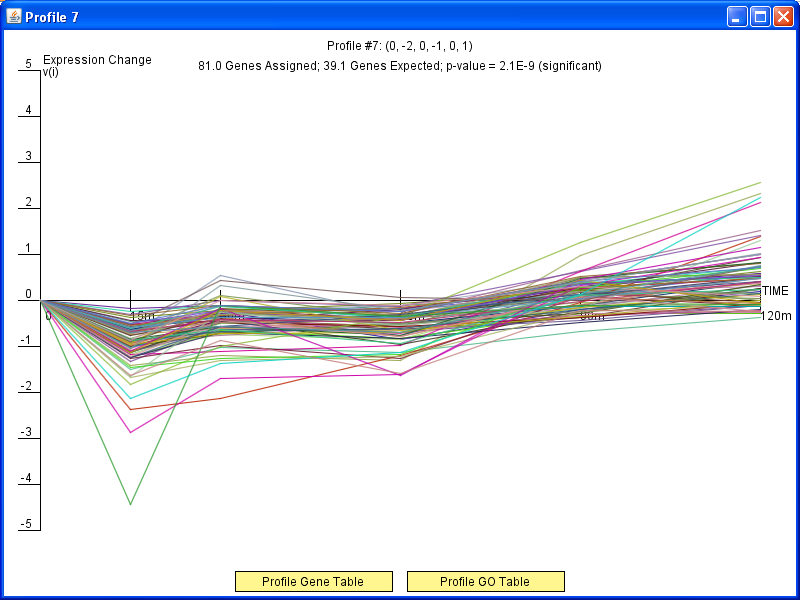 Profile 7
Profile #7: (0, -2, 0, -1, 0, 1)
81.0 Genes Assigned; 39.1 Genes Expected; p-value = 2.1E-9 (significant)
Expression Change
v(i)
5
4
3
2
1
0
-1
-2
-3
-4
-5
0
15m
TIME
120m
Profile Gene Table
Profile GO Table